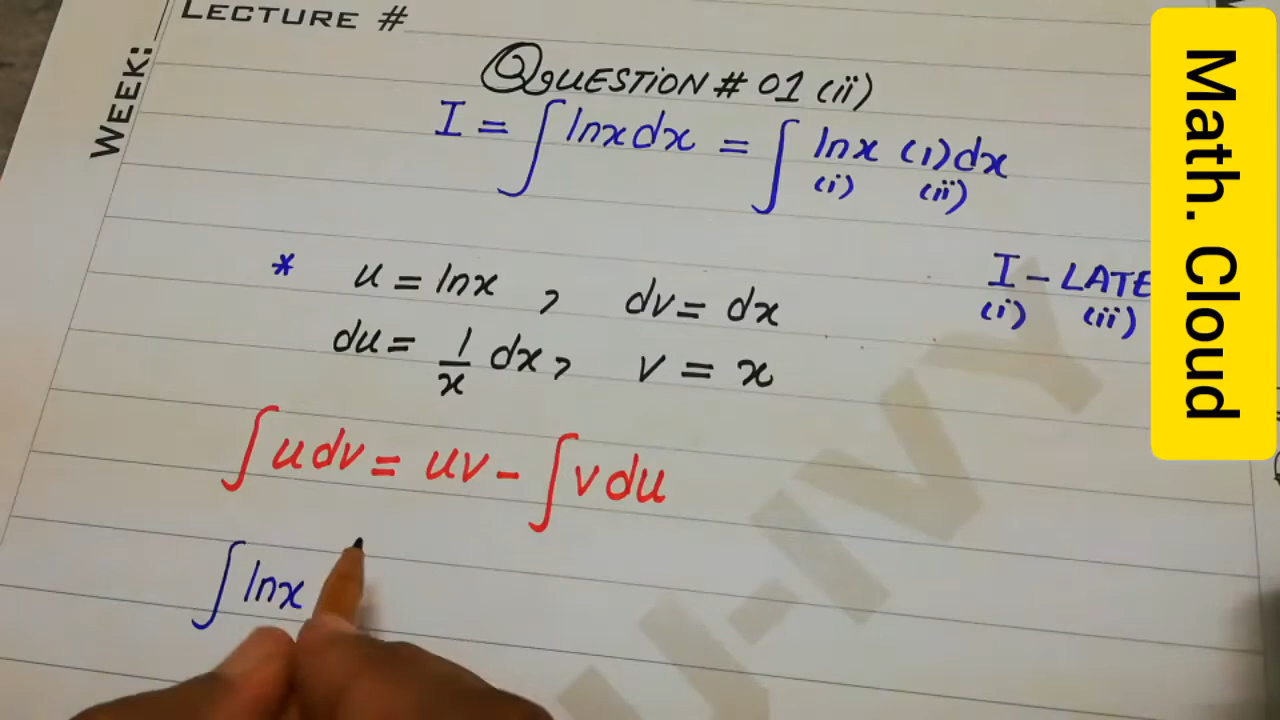 LECTURE #
WEEK:
QUESTION # 01 (ii)
I = ∫ lnx dx = ∫ lnx (1) dx
(i) (ii)
I - LATE
(i) (ii)
* u = lnx , dv = dx
du = 1/x dx , v = x
∫ u dv = uv - ∫ v du
∫ lnx
Math. Cloud